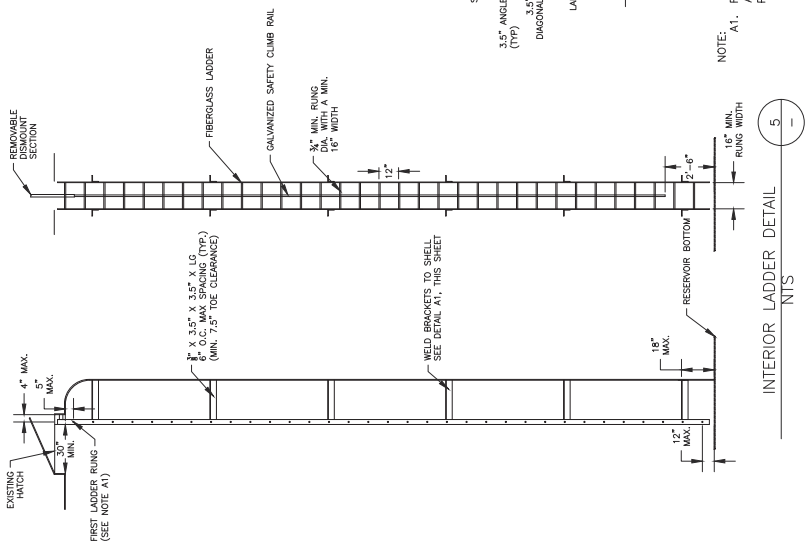 REMOVABLE
DISMOUNT
SECTION
FIBERGLASS LADDER
GALVANIZED SAFETY CLIMB RAIL
¾" MIN. RUNG
DIA. WITH A MIN.
16" WIDTH
12"
2'-6"
16" MIN.
RUNG WIDTH
EXISTING
HATCH
4" MAX.
5"
MAX.
30"
MIN.
FIRST LADDER RUNG
(SEE NOTE A1)
⅜" X 3.5" X 3.5" X LG
6" O.C. MAX SPACING (TYP.)
(MIN. 7.5" TOE CLEARANCE)
WELD BRACKETS TO SHELL
SEE DETAIL A1, THIS SHEET
18"
MAX.
12"
MAX.
RESERVOIR BOTTOM
INTERIOR LADDER DETAIL
NTS
5
–
3.5" ANGLE
(TYP)
3.5"
DIAGONAL
NOTE:
A1.